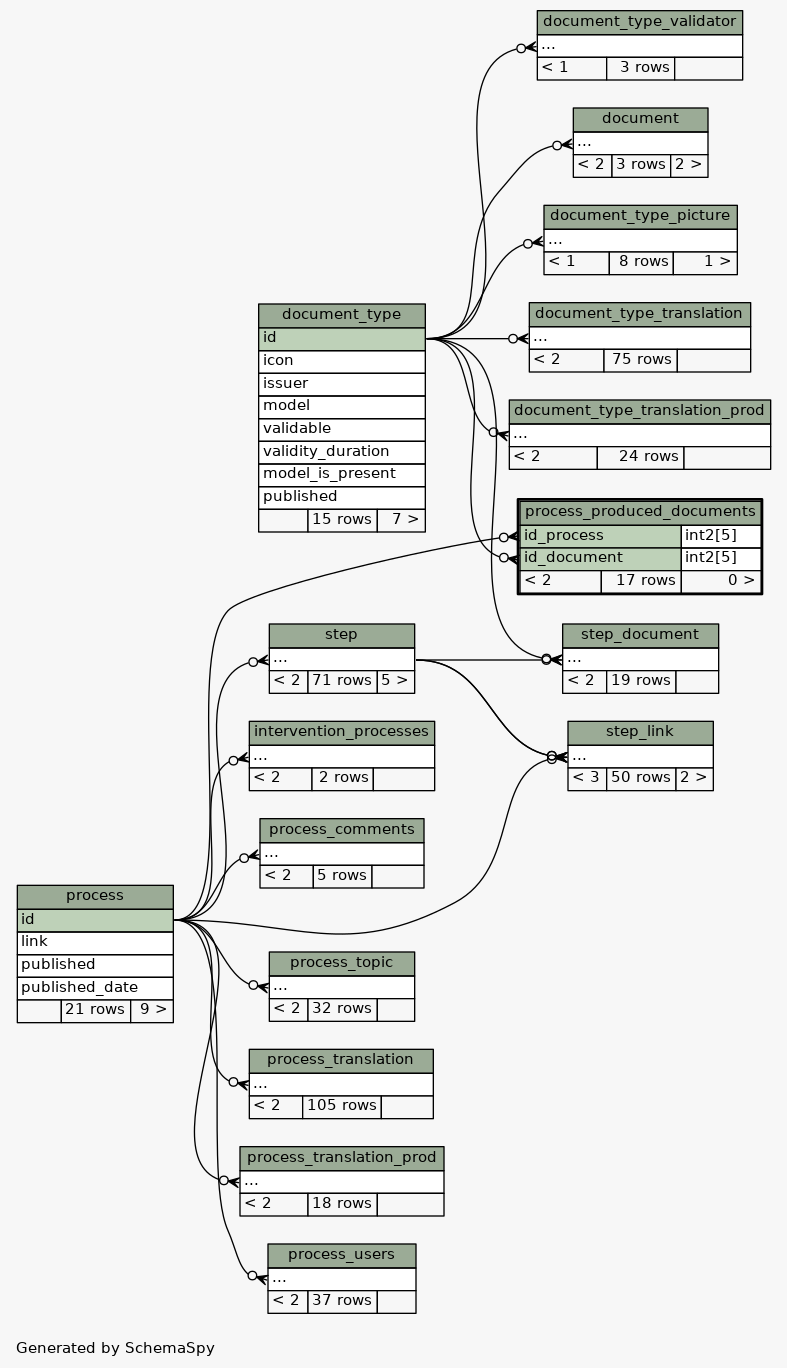 document_type_validator
...
< 1 3 rows
document
...
< 2 3 rows 2 >
document_type_picture
...
< 1 8 rows 1 >
document_type_translation
...
< 2 75 rows
document_type
id
icon
issuer
model
validable
validity_duration
model_is_present
published
15 rows 7 >
document_type_translation_prod
...
< 2 24 rows
process_produced_documents
id_process int2[5]
id_document int2[5]
< 2 17 rows 0 >
step
...
< 2 71 rows 5 >
step_document
...
< 2 19 rows
intervention_processes
...
< 2 2 rows
step_link
...
< 3 50 rows 2 >
process_comments
...
< 2 5 rows
process
id
link
published
published_date
21 rows 9 >
process_topic
...
< 2 32 rows
process_translation
...
< 2 105 rows
process_translation_prod
...
< 2 18 rows
process_users
...
< 2 37 rows
Generated by SchemaSpy